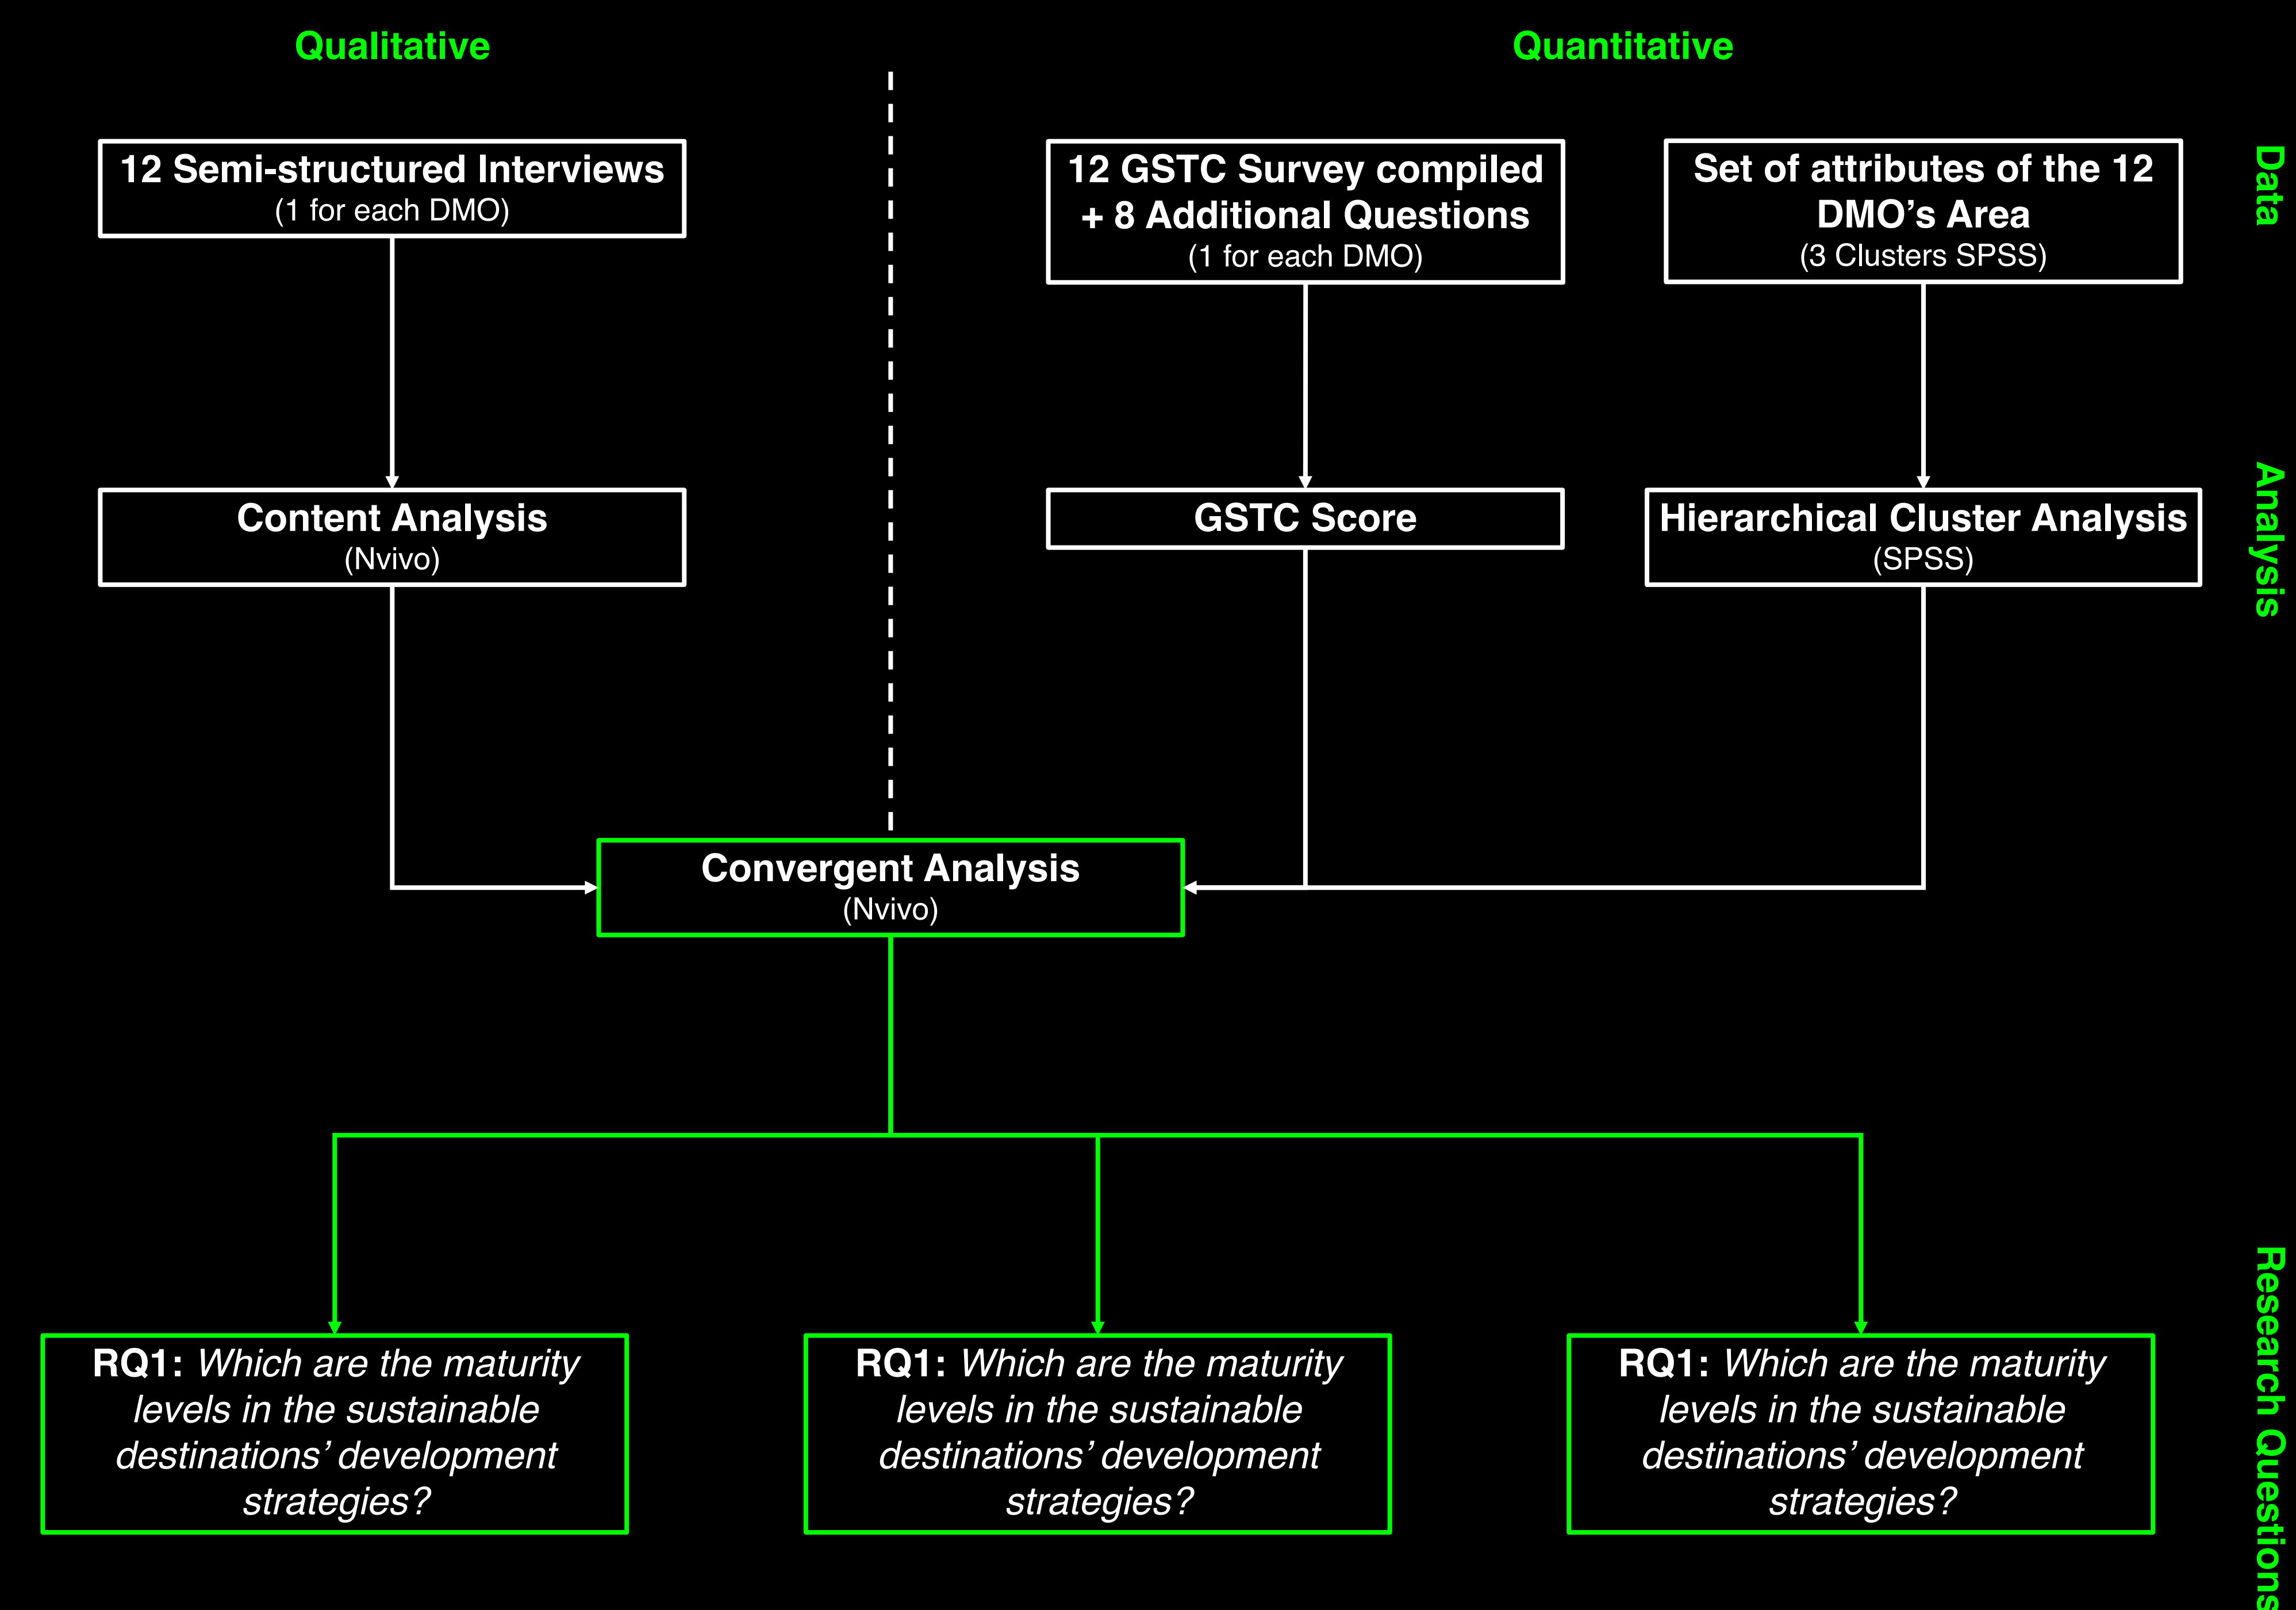 Qualitative
Quantitative
12 Semi-structured Interviews
(1 for each DMO)
12 GSTC Survey compiled
+ 8 Additional Questions
(1 for each DMO)
Set of attributes of the 12
DMO’s Area
(3 Clusters SPSS)
Data
Content Analysis
(Nvivo)
GSTC Score
Hierarchical Cluster Analysis
(SPSS)
Analysis
Convergent Analysis
(Nvivo)
RQ1: Which are the maturity
levels in the sustainable
destinations’ development
strategies?
RQ1: Which are the maturity
levels in the sustainable
destinations’ development
strategies?
RQ1: Which are the maturity
levels in the sustainable
destinations’ development
strategies?
Research Questions